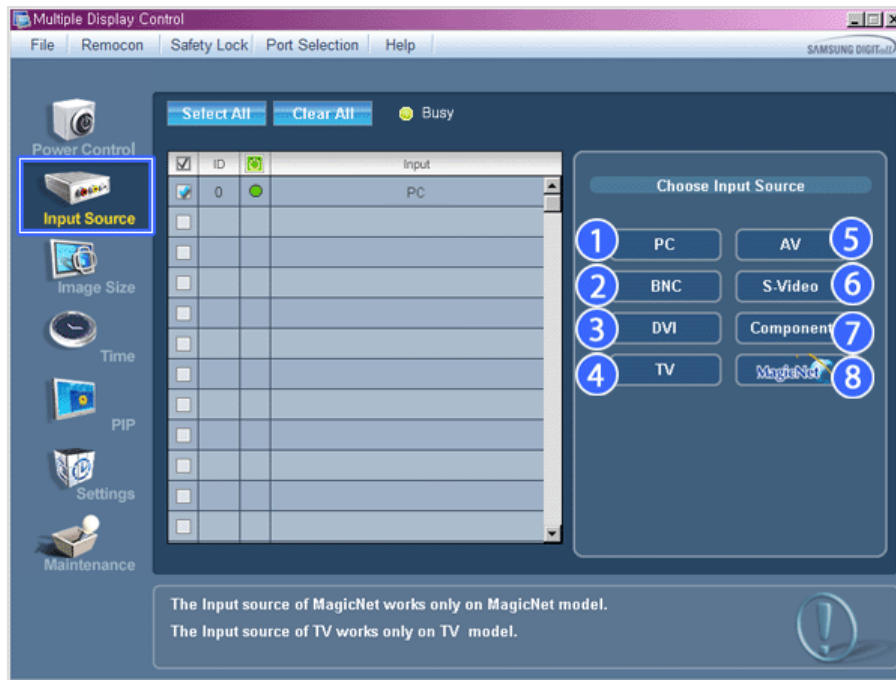 Multiple Display Control
File Remocon Safety Lock Port Selection Help
SAMSUNG DIGITall
Select All Clear All Busy
Power Control
Input Source
Image Size
Time
PIP
Settings
Maintenance
ID Input
0 PC
Choose Input Source
1 PC AV 5
2 BNC S-Video 6
3 DVI Component 7
4 TV MagicNet 8
The Input source of MagicNet works only on MagicNet model.
The Input source of TV works only on TV model.